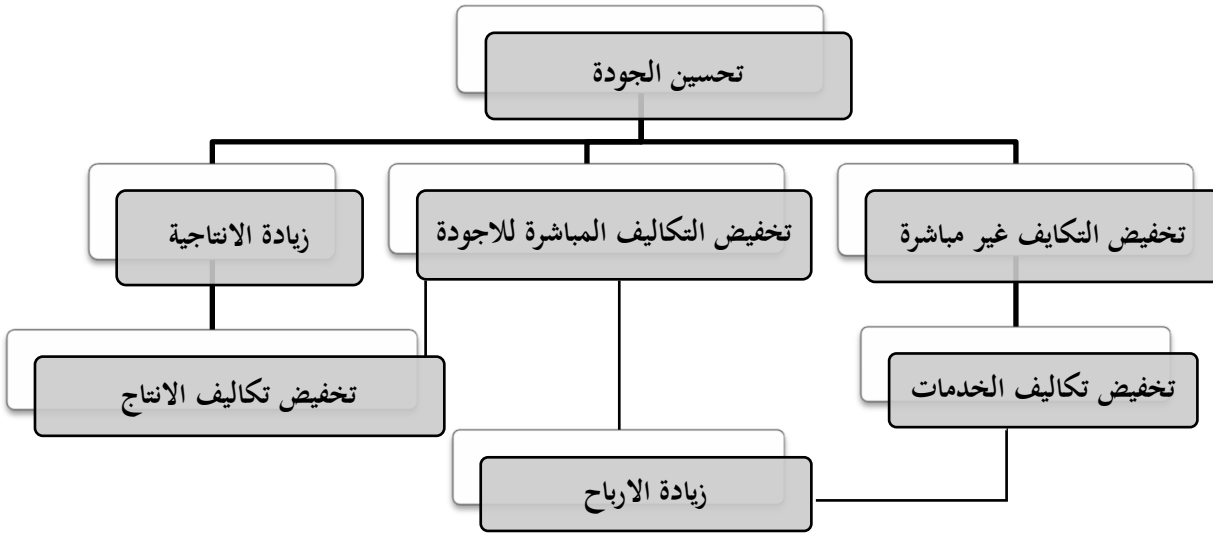 تحسين الجودة
تخفيض التكايف غير مباشرة
تخفيض التكاليف المباشرة للاجودة
زيادة الانتاجية
تخفيض تكاليف الخدمات
تخفيض تكاليف الانتاج
زيادة الارباح